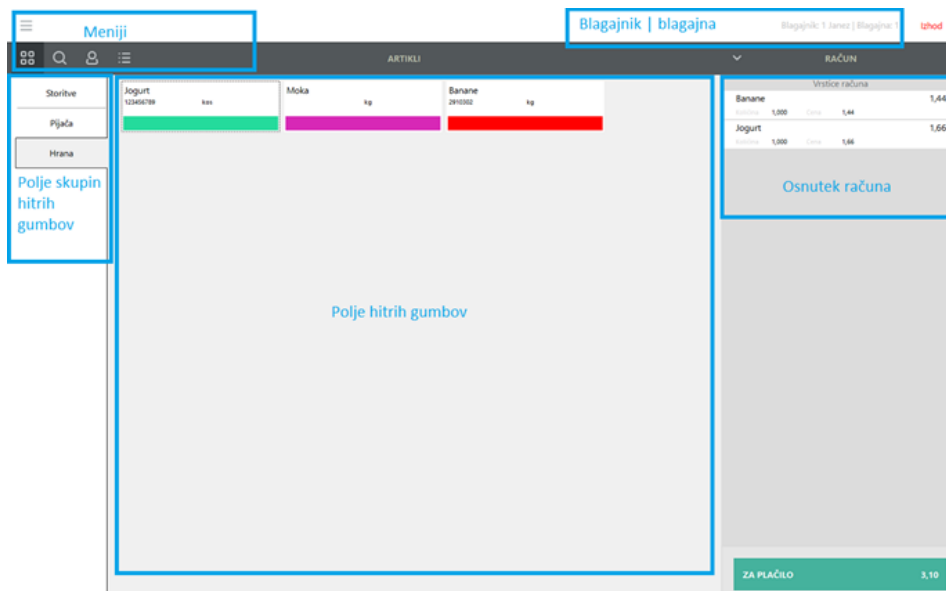 Meniji
Blagajnik | blagajna
Blagajnik: 1 Janez | Blagajna: 1
Izhod
ARTIKLI
RAČUN
Storitve
Pijača
Hrana
Polje skupin
hitrih
gumbov
Jogurt
123456789 kos
Moka
kg
Banane
2910302 kg
Polje hitrih gumbov
Vrstice računa
Banane 1,44
Količina 1,000 Cena 1,44
Jogurt 1,66
Količina 1,000 Cena 1,66
Osnutek računa
ZA PLAČILO 3,10